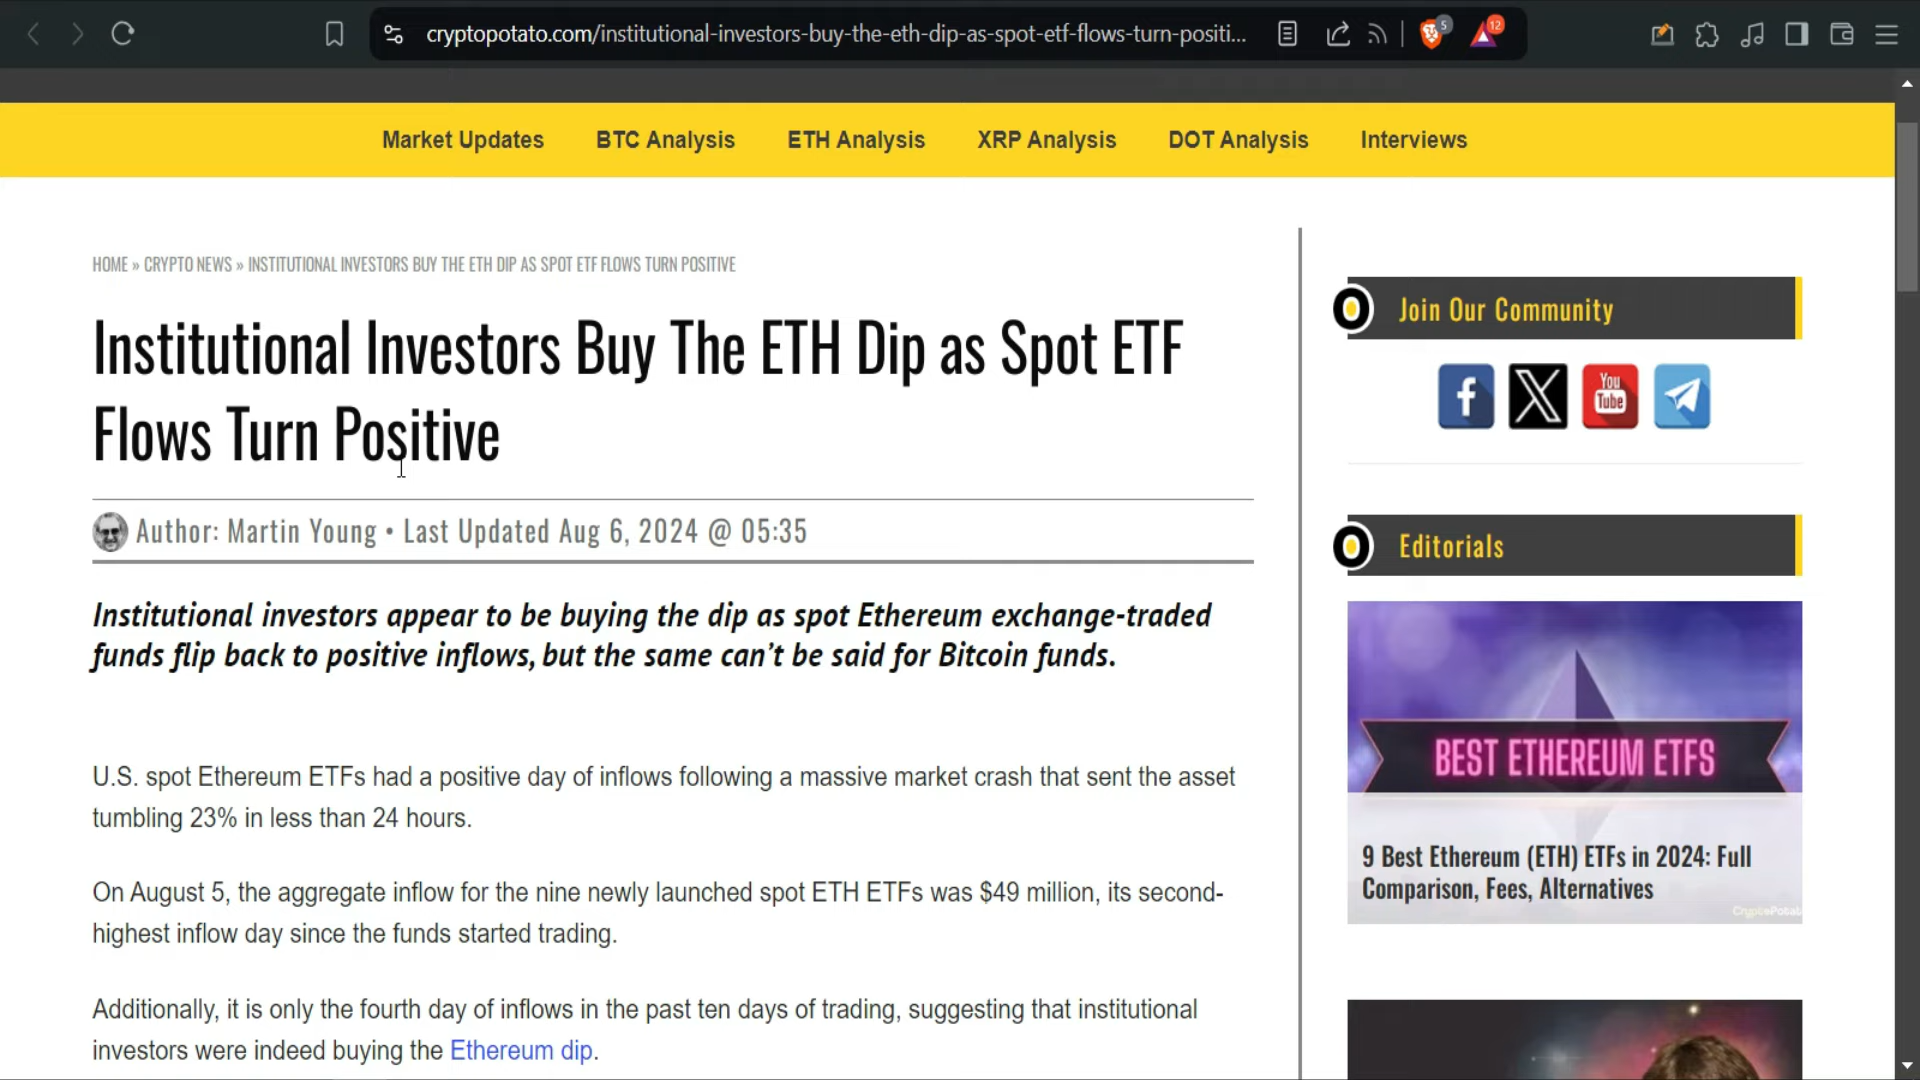 cryptopotato.com/institutional-investors-buy-the-eth-dip-as-spot-etf-flows-turn-positi...
5
12
Market Updates
BTC Analysis
ETH Analysis
XRP Analysis
DOT Analysis
Interviews
HOME » CRYPTO NEWS » INSTITUTIONAL INVESTORS BUY THE ETH DIP AS SPOT ETF FLOWS TURN POSITIVE
Institutional Investors Buy The ETH Dip as Spot ETF
Flows Turn Positive
Author: Martin Young • Last Updated Aug 6, 2024 @ 05:35
Institutional investors appear to be buying the dip as spot Ethereum exchange-traded
funds flip back to positive inflows, but the same can’t be said for Bitcoin funds.
U.S. spot Ethereum ETFs had a positive day of inflows following a massive market crash that sent the asset
tumbling 23% in less than 24 hours.
On August 5, the aggregate inflow for the nine newly launched spot ETH ETFs was $49 million, its second-
highest inflow day since the funds started trading.
Additionally, it is only the fourth day of inflows in the past ten days of trading, suggesting that institutional
investors were indeed buying the Ethereum dip.
Join Our Community
You
Tube
Editorials
BEST ETHEREUM ETFS
9 Best Ethereum (ETH) ETFs in 2024: Full
Comparison, Fees, Alternatives
CryptoPotat